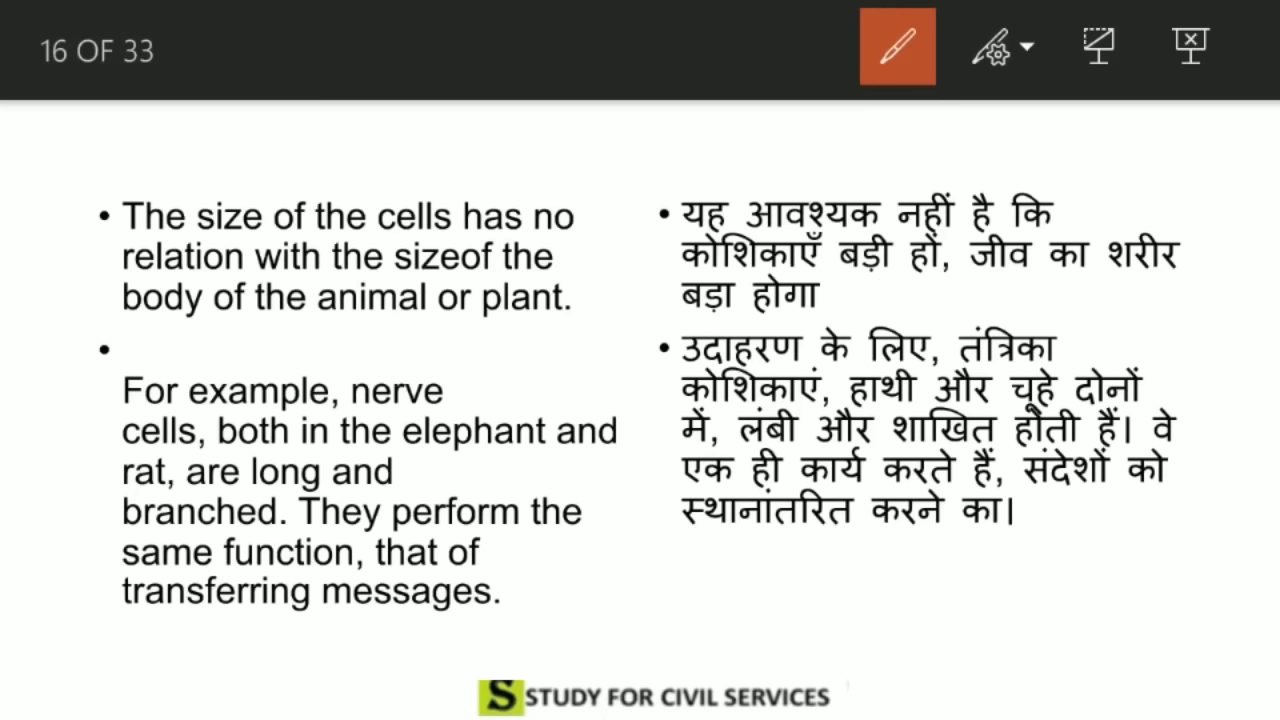 16 OF 33
• The size of the cells has no
relation with the sizeof the
body of the animal or plant.
•
For example, nerve
cells, both in the elephant and
rat, are long and
branched. They perform the
same function, that of
transferring messages.
• यह आवश्यक नहीं है कि
कोशिकाएँ बड़ी हों, जीव का शरीर
बड़ा होगा
• उदाहरण के लिए, तंत्रिका
कोशिकाएं, हाथी और चूहे दोनों
में, लंबी और शाखित होती हैं। वे
एक ही कार्य करते हैं, संदेशों को
स्थानांतरित करने का।
S STUDY FOR CIVIL SERVICES